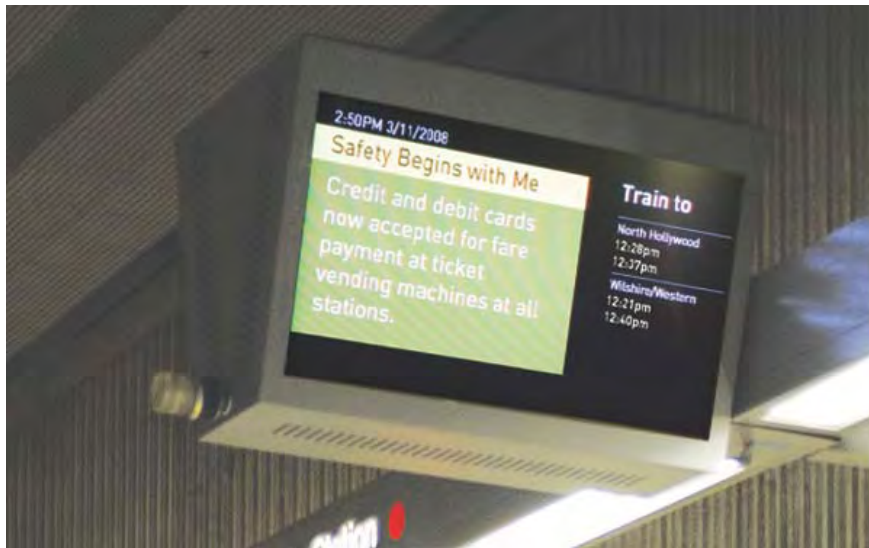 2:50PM 3/11/2008
Safety Begins with Me
Credit and debit cards
now accepted for fare
payment at ticket
vending machines at all
stations.
Train to
North Hollywood
12:28pm
12:37pm
Wilshire/Western
12:21pm
12:40pm
Station